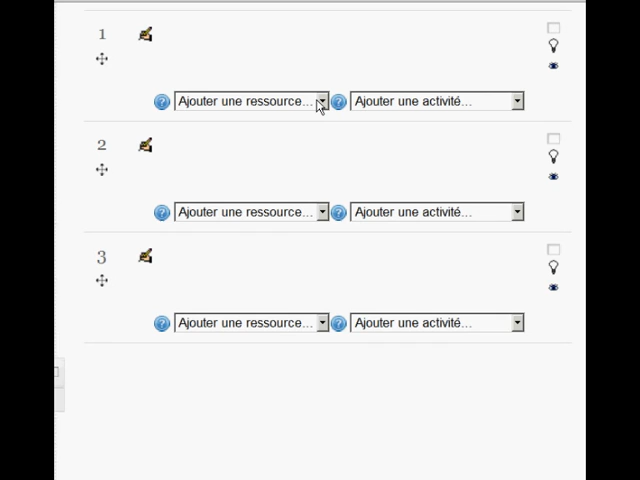 1
? Ajouter une ressource... ? Ajouter une activité...
2
? Ajouter une ressource... ? Ajouter une activité...
3
? Ajouter une ressource... ? Ajouter une activité...